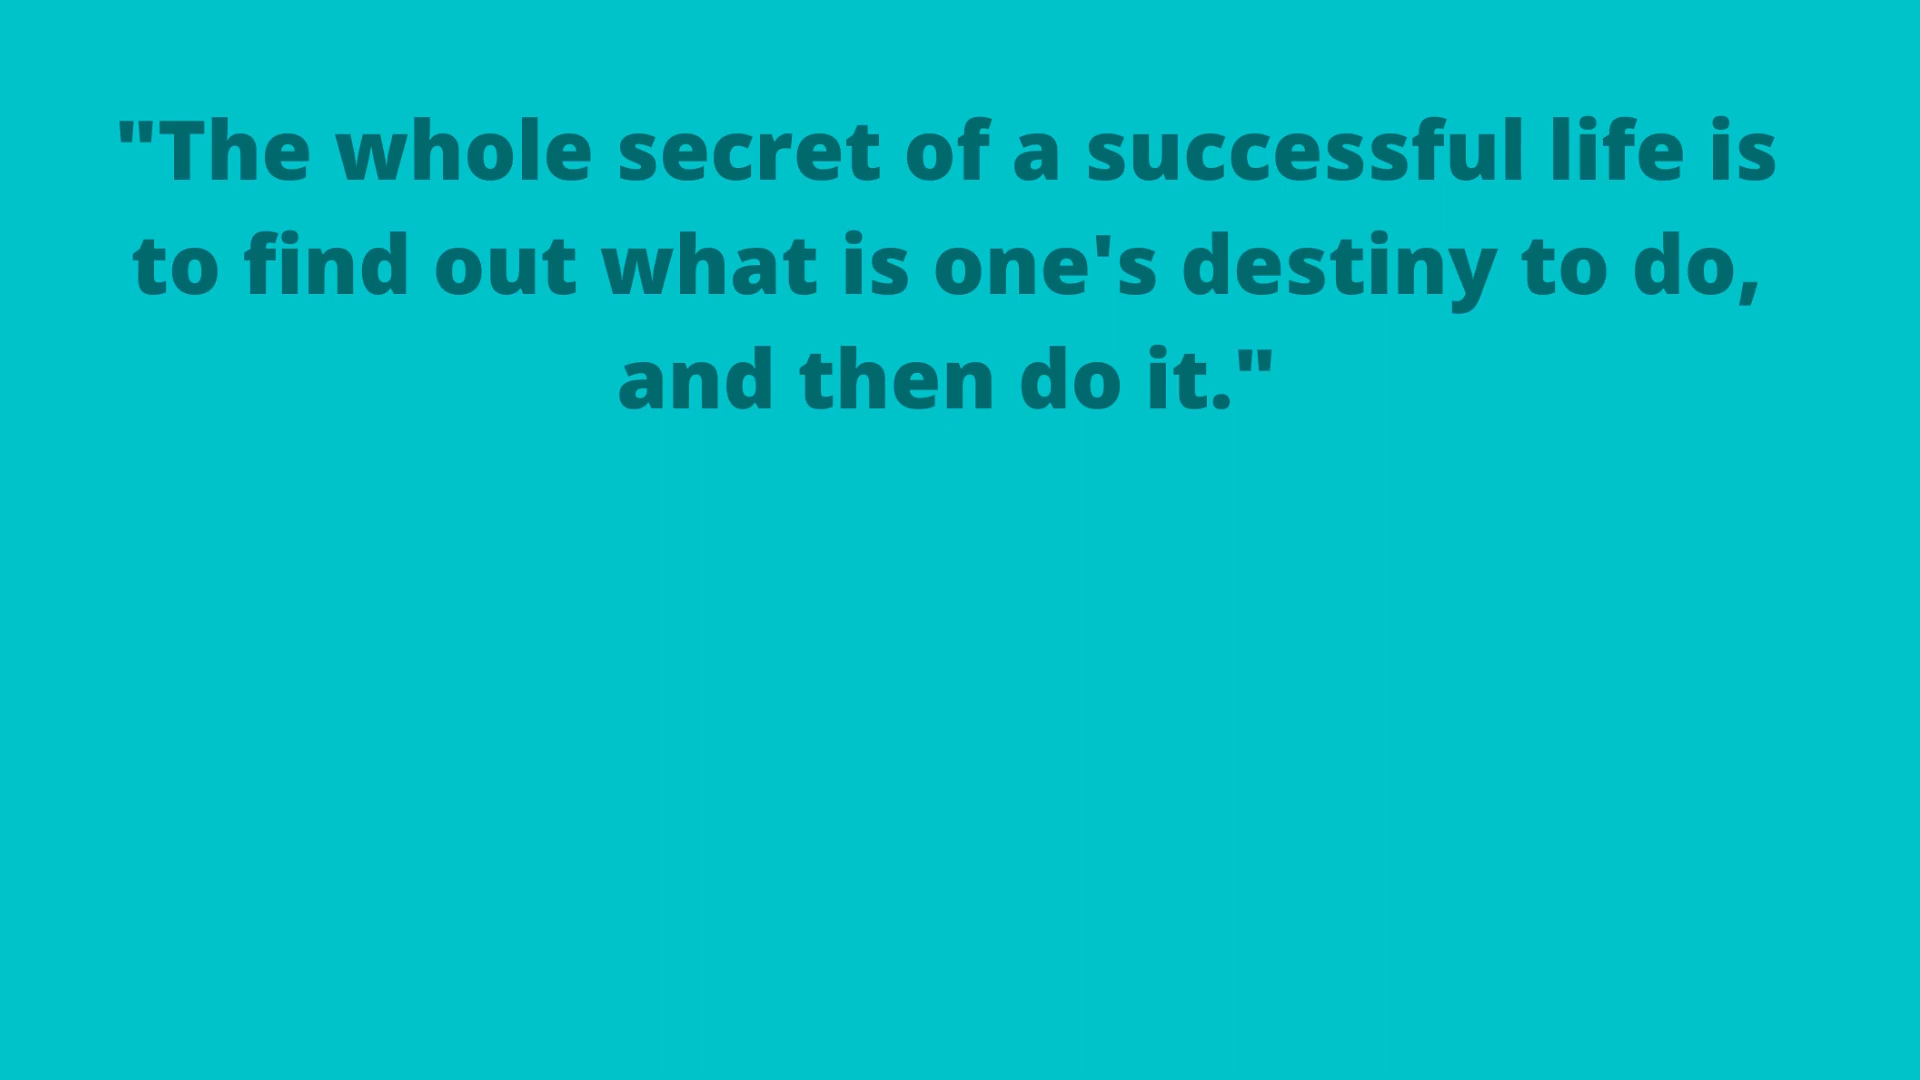 "The whole secret of a successful life is
to find out what is one's destiny to do,
and then do it."